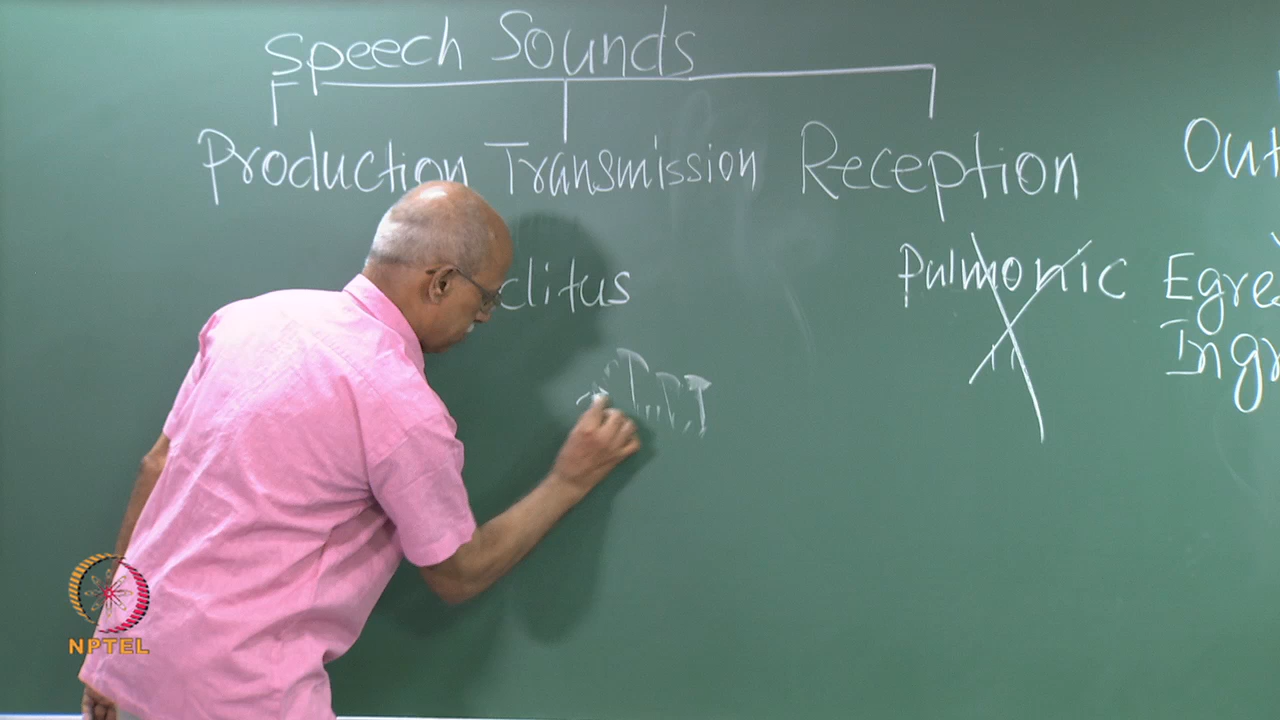 Speech Sounds
Production Transmission Reception
clitus
Pulmonic
Out
Egre
Ingr
NPTEL